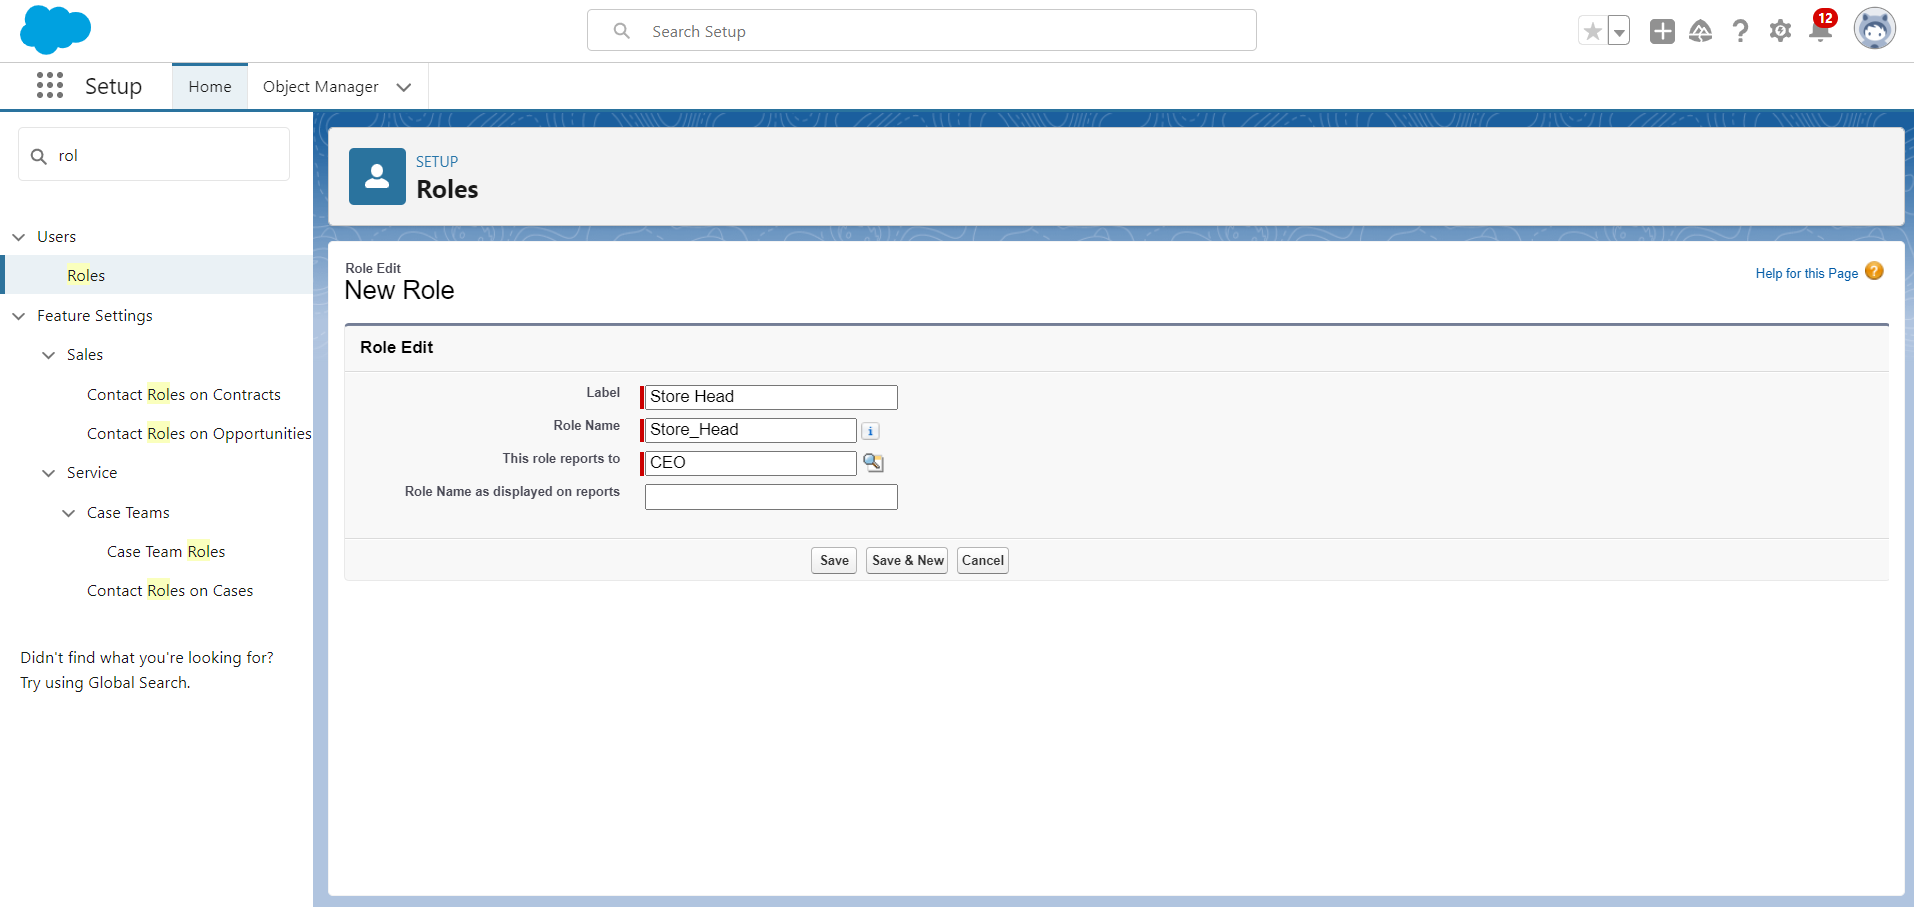 Search Setup
12
Setup
Home
Object Manager
rol
Users
Roles
Feature Settings
Sales
Contact Roles on Contracts
Contact Roles on Opportunities
Service
Case Teams
Case Team Roles
Contact Roles on Cases
Didn't find what you're looking for?
Try using Global Search.
SETUP
Roles
Role Edit
New Role
Help for this Page ?
Role Edit
Label Store Head
Role Name Store_Head i
This role reports to CEO
Role Name as displayed on reports
Save Save & New Cancel